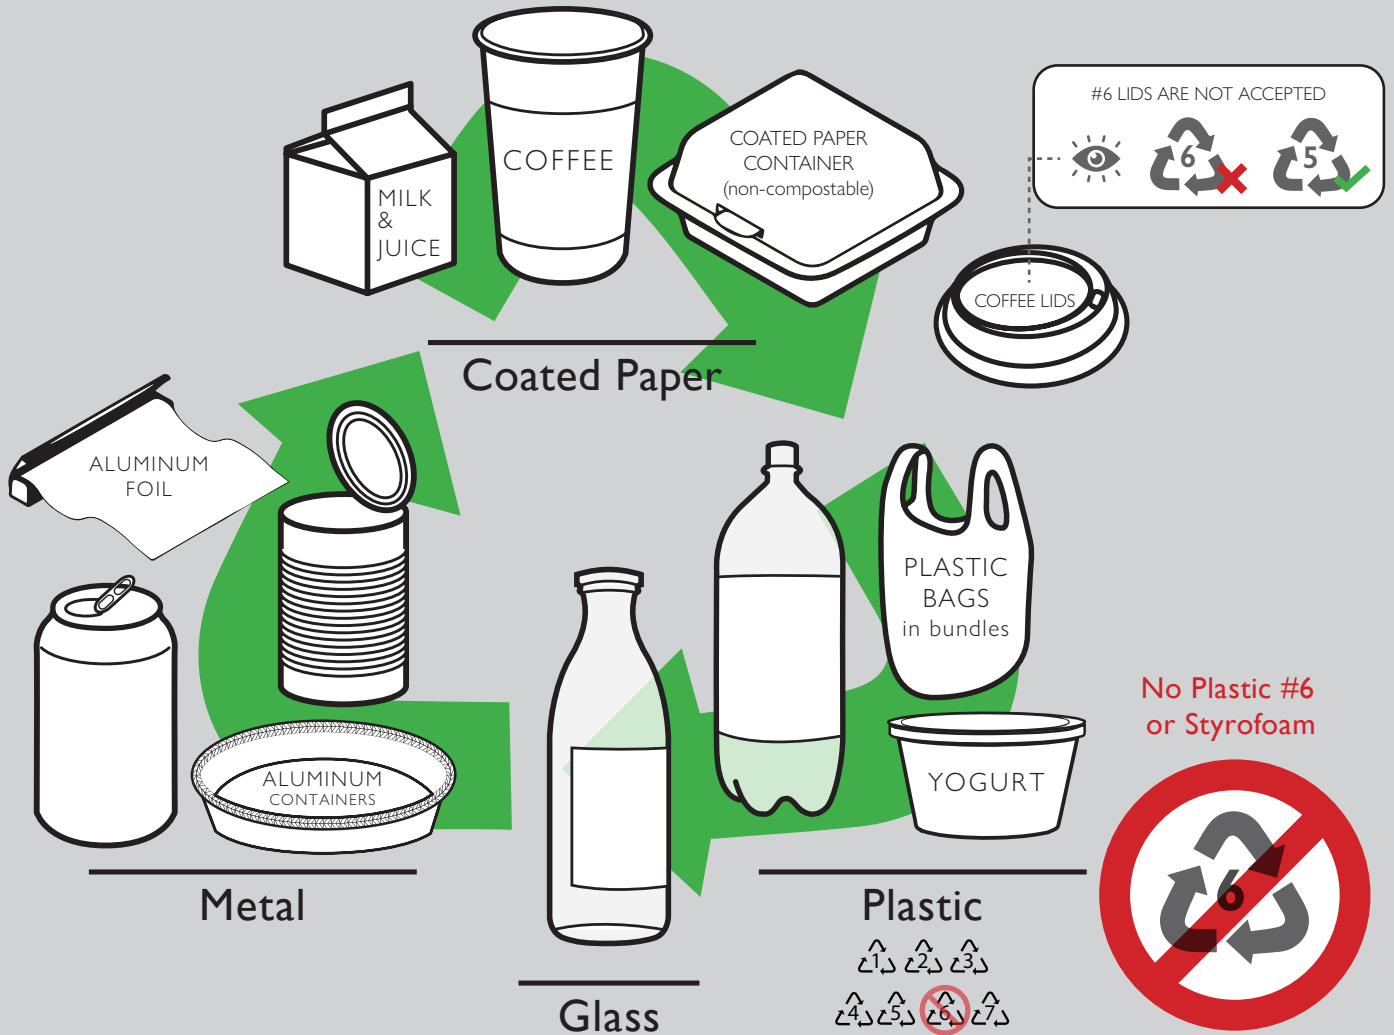 #6 LIDS ARE NOT ACCEPTED
6
5
COFFEE LIDS
MILK
&
JUICE
COFFEE
COATED PAPER
CONTAINER
(non-compostable)
Coated Paper
ALUMINUM
FOIL
ALUMINUM
CONTAINERS
Metal
Glass
PLASTIC
BAGS
in bundles
YOGURT
Plastic
1 2 3
4 5 6 7
No Plastic #6
or Styrofoam
6